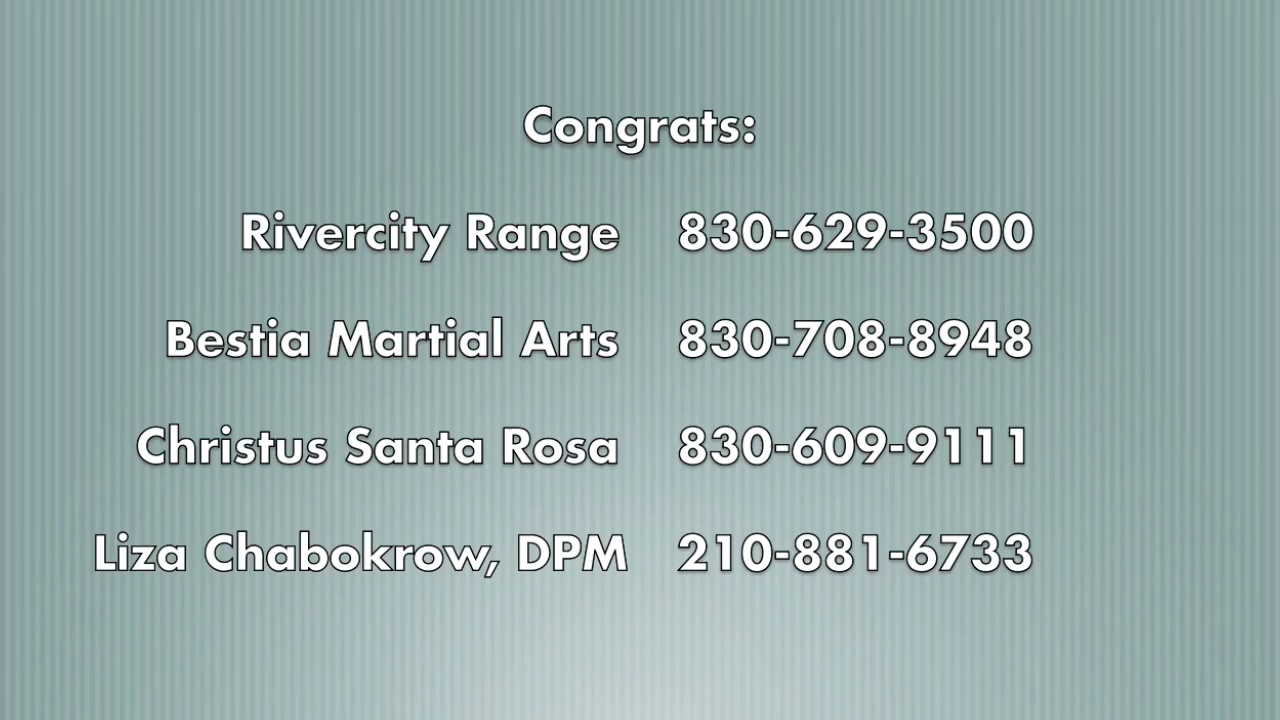 Congrats:
Rivercity Range 830-629-3500
Bestia Martial Arts 830-708-8948
Christus Santa Rosa 830-609-9111
Liza Chabokrow, DPM 210-881-6733